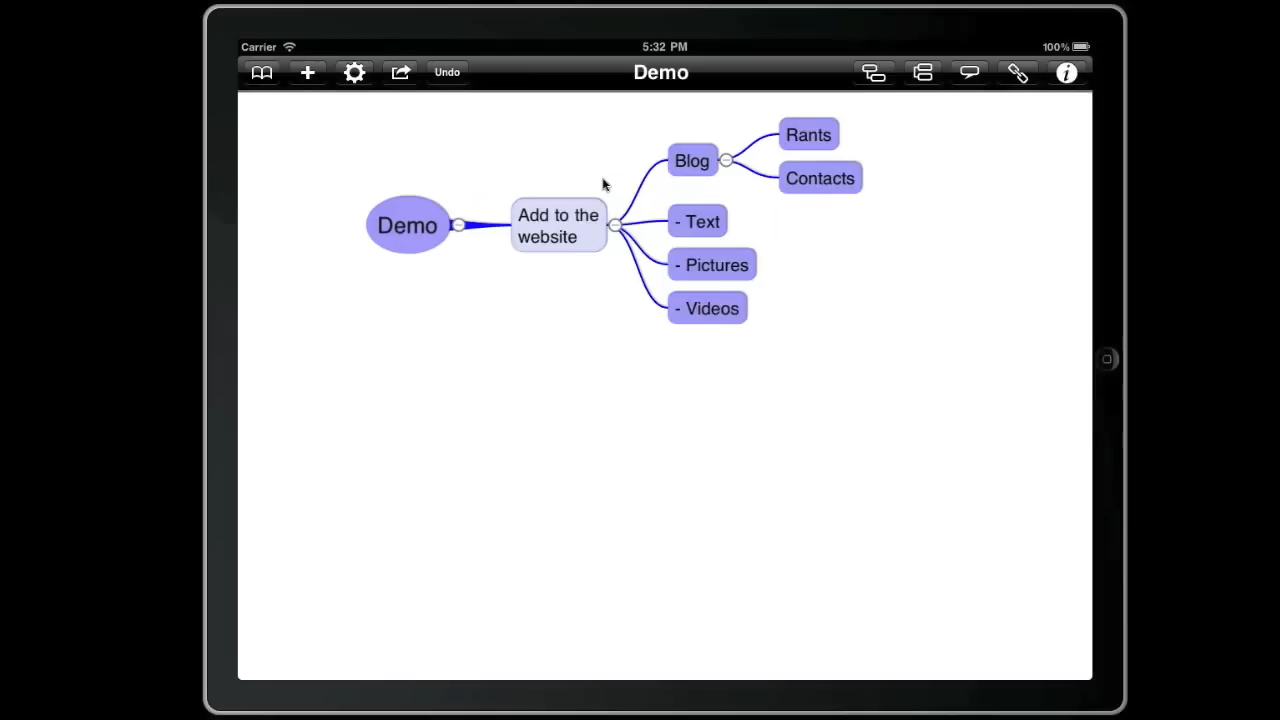 Carrier 5:32 PM 100%
Undo Demo
Rants
Blog
Contacts
Demo
Add to the
website
- Text
- Pictures
- Videos